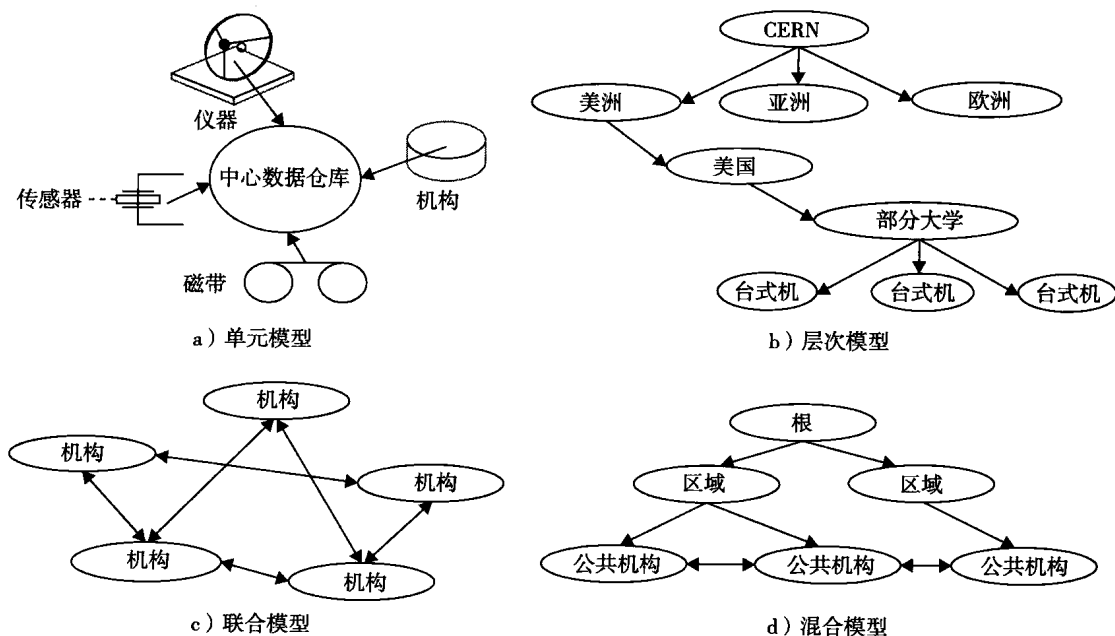 仪器
中心数据仓库
机构
传感器
磁带
a）单元模型
CERN
美洲
亚洲
欧洲
美国
部分大学
台式机
台式机
台式机
b）层次模型
机构
机构
机构
机构
机构
c）联合模型
根
区域
区域
公共机构
公共机构
公共机构
d）混合模型